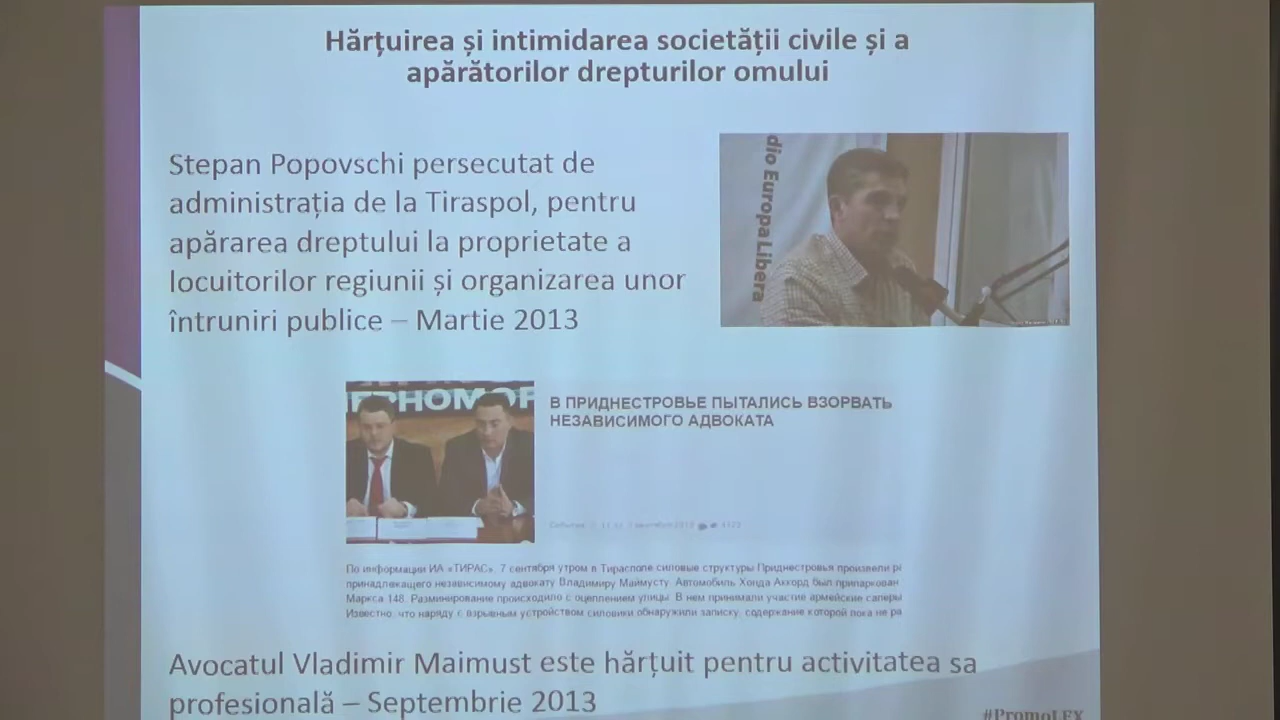 Hărțuirea și intimidarea societății civile și a
apărătorilor drepturilor omului
Stepan Popovschi persecutat de
administrația de la Tiraspol, pentru
apărarea dreptului la proprietate a
locuitorilor regiunii și organizarea unor
întruniri publice – Martie 2013
dio Europa Libera
ЕРНОМОР
В ПРИДНЕСТРОВЬЕ ПЫТАЛИСЬ ВЗОРВАТЬ
НЕЗАВИСИМОГО АДВОКАТА
По информации ИА «ТИРАС», 7 сентября утром в Тирасполе силовые структуры Приднестровья произвели ра
принадлежащего независимому адвокату Владимиру Маймусту. Автомобиль Хонда Аккорд был припаркован
Маркса 148. Разминирование происходило с оцеплением улицы. В нем принимали участие армейские саперы
Известно, что наряду с взрывным устройством силовики обнаружили записку, содержание которой пока не ра
Avocatul Vladimir Maimust este hărțuit pentru activitatea sa
profesională – Septembrie 2013
#PromoLEX